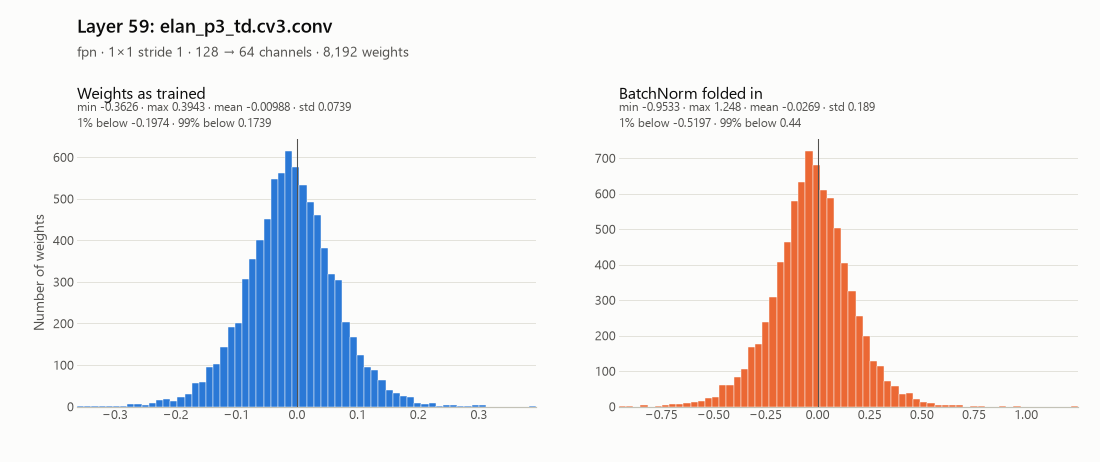 Layer 59: elan_p3_td.cv3.conv
fpn · 1×1 stride 1 · 128 → 64 channels · 8,192 weights
Weights as trained
min -0.3626 · max 0.3943 · mean -0.00988 · std 0.0739
1% below -0.1974 · 99% below 0.1739
Number of weights
600
500
400
300
200
100
0
−0.3 −0.2 −0.1 0.0 0.1 0.2 0.3
BatchNorm folded in
min -0.9533 · max 1.248 · mean -0.0269 · std 0.189
1% below -0.5197 · 99% below 0.44
700
600
500
400
300
200
100
0
−0.75 −0.50 −0.25 0.00 0.25 0.50 0.75 1.00